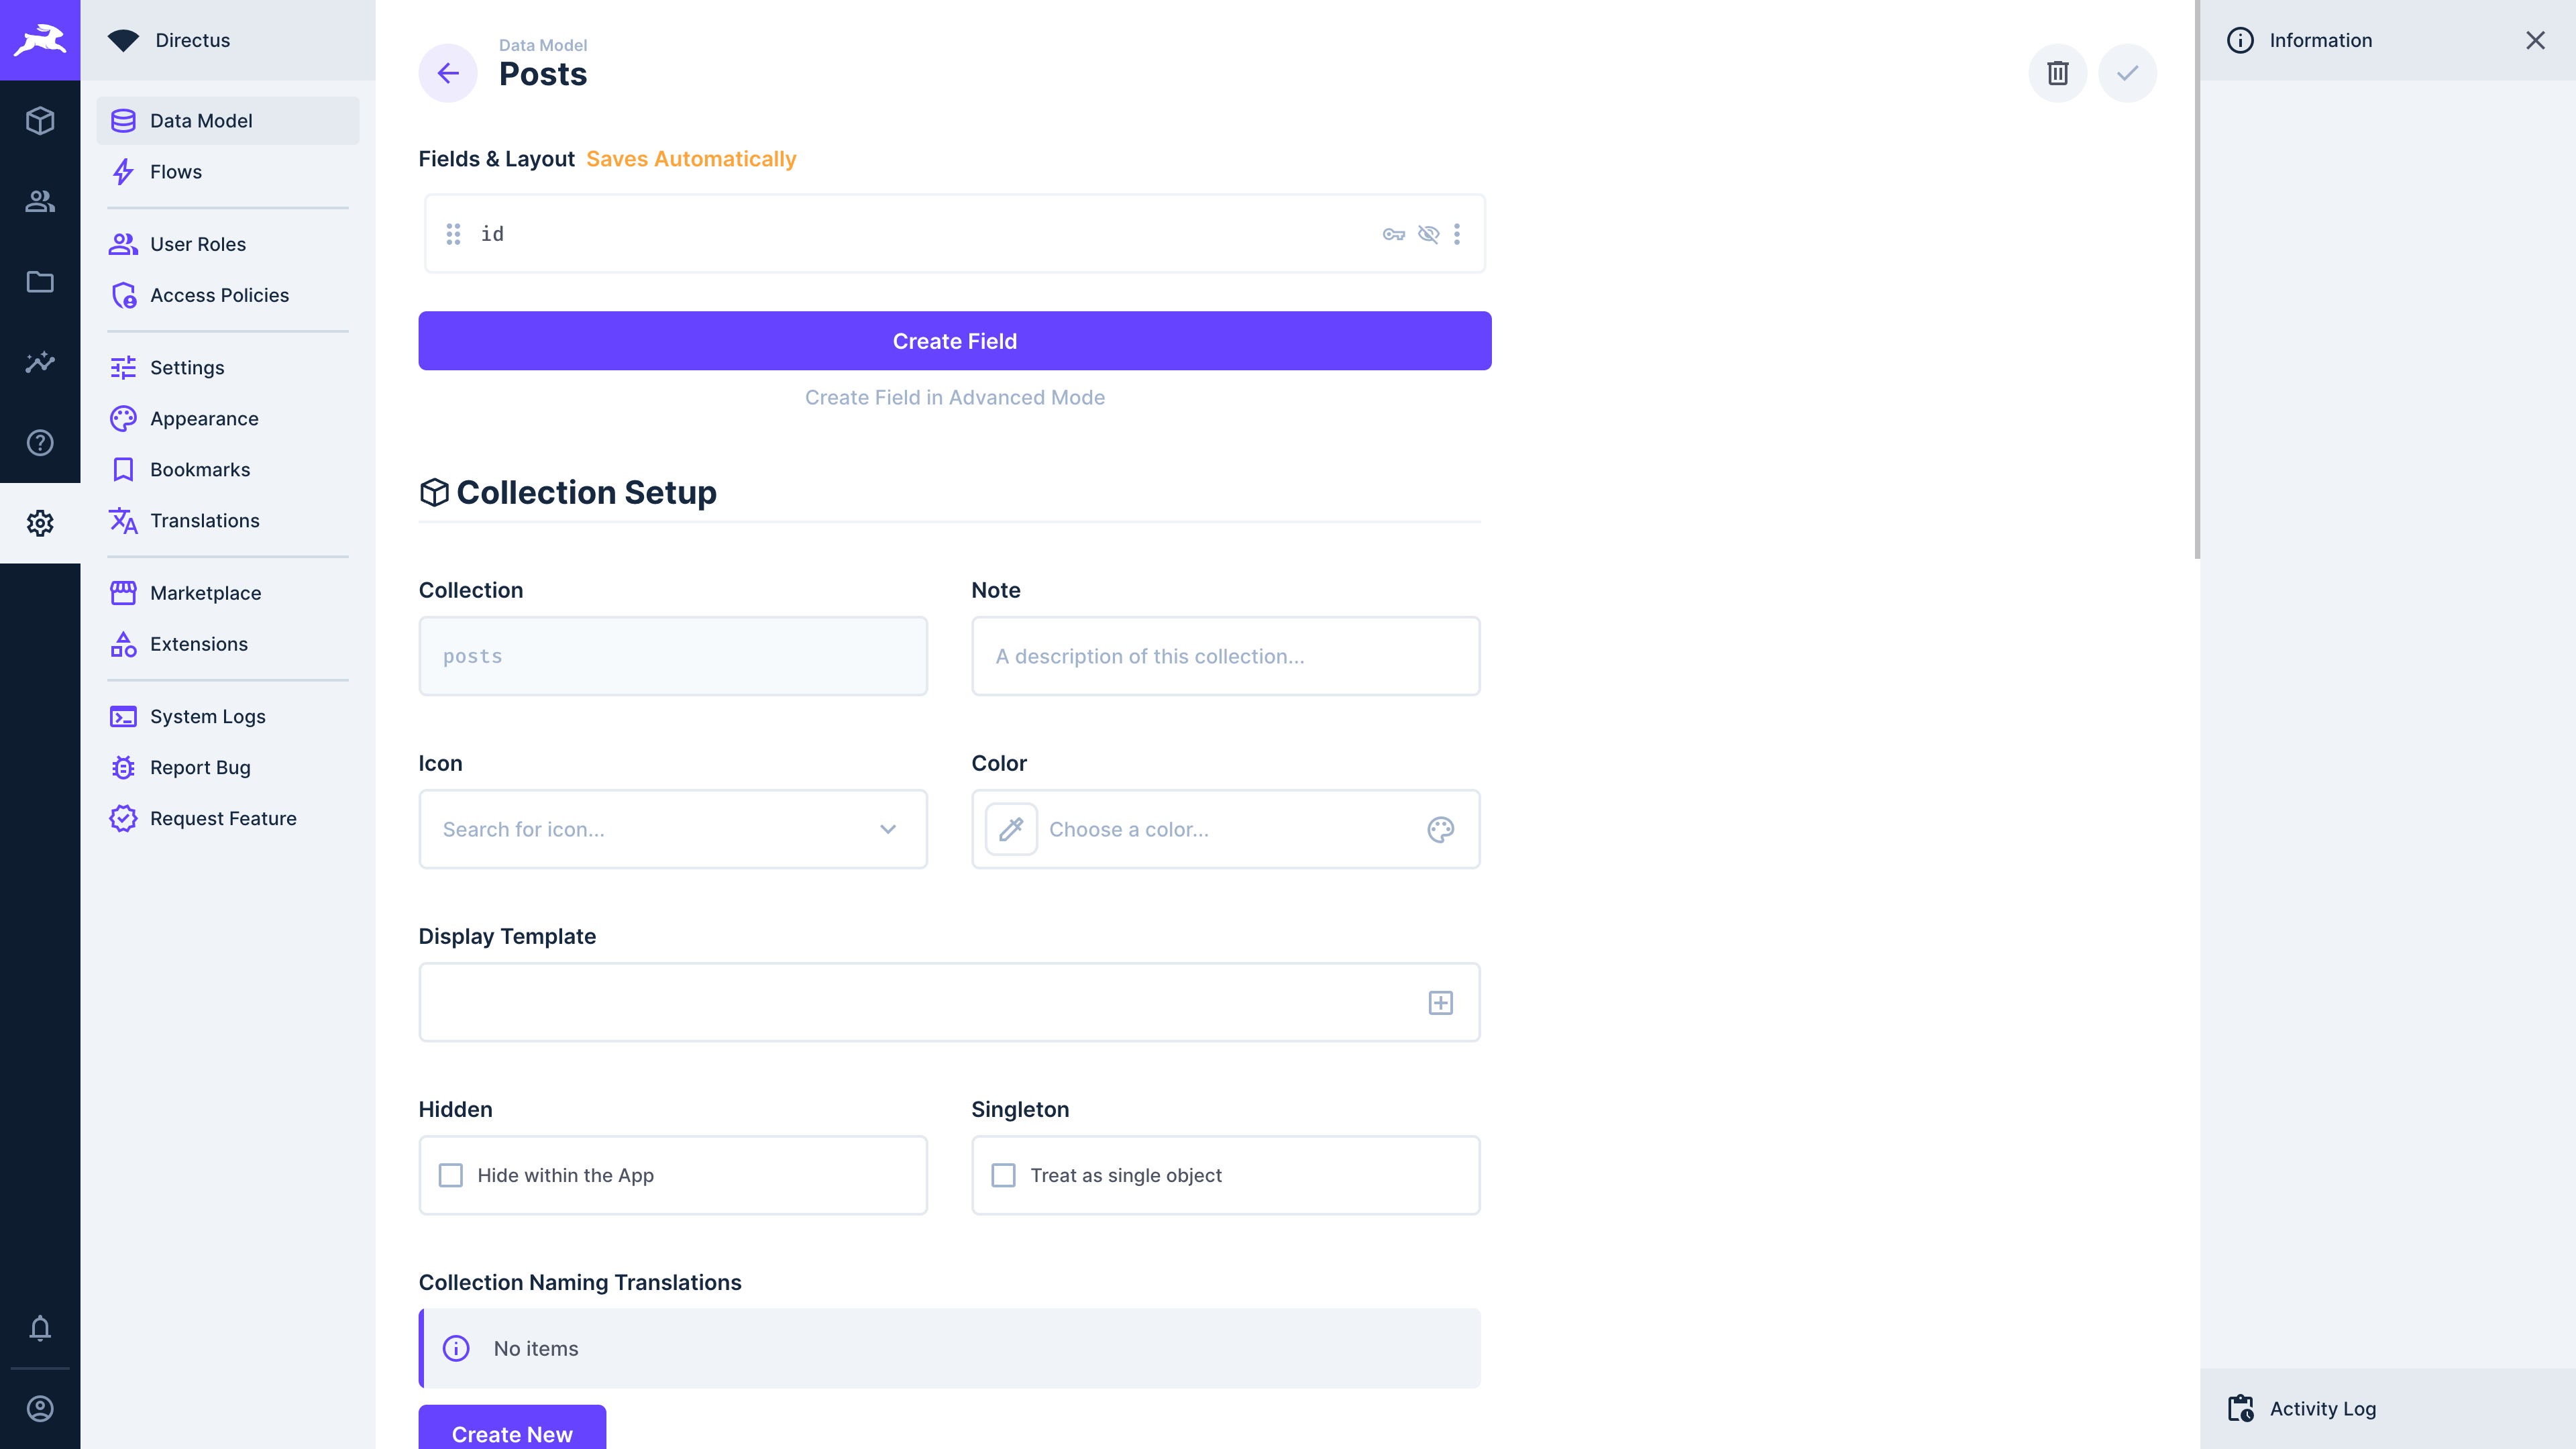 Directus
Data Model
Flows
User Roles
Access Policies
Settings
Appearance
Bookmarks
Translations
Marketplace
Extensions
System Logs
Report Bug
Request Feature
Data Model
Posts
Fields & Layout Saves Automatically
id
Create Field
Create Field in Advanced Mode
Collection Setup
Collection
Note
posts
A description of this collection...
Icon
Color
Search for icon...
Choose a color...
Display Template
Hidden
Singleton
Hide within the App
Treat as single object
Collection Naming Translations
No items
Create New
Information
Activity Log